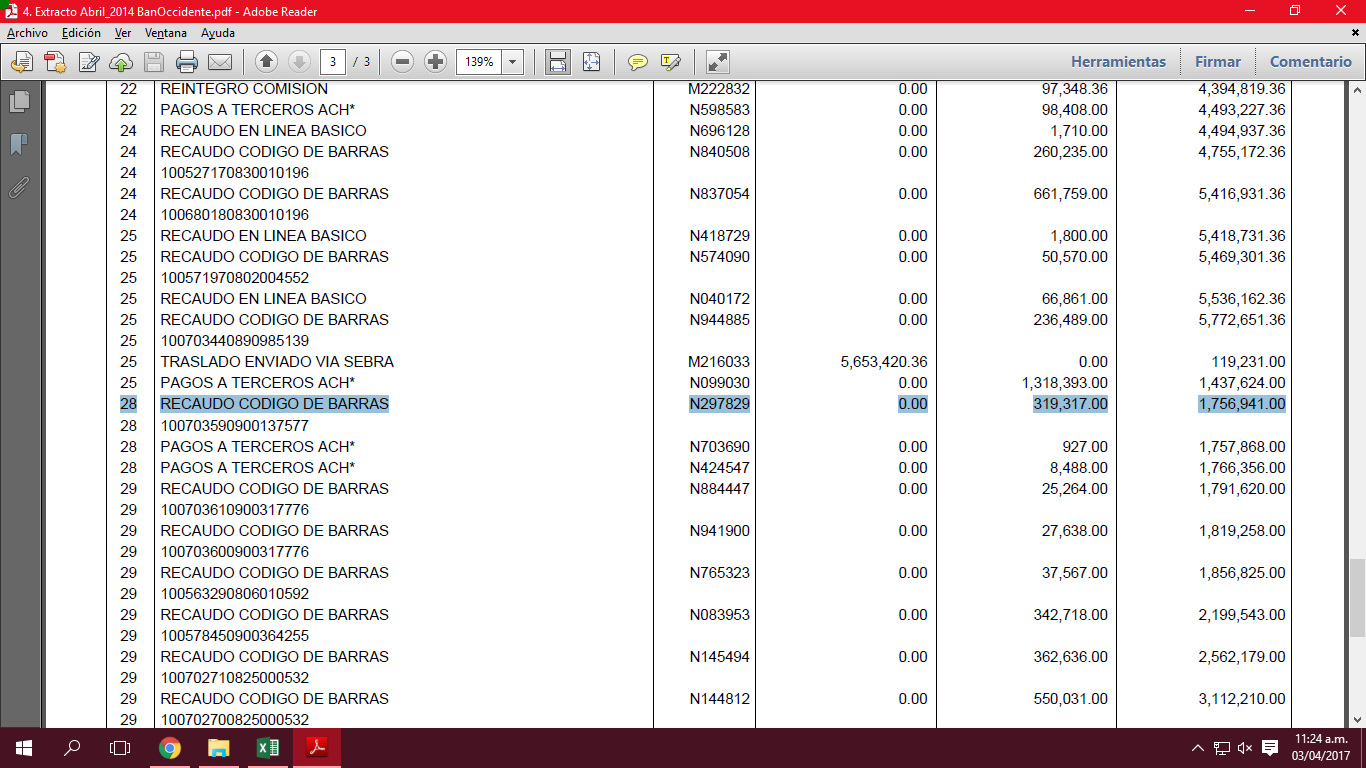 4. Extracto Abril_2014 BanOccidente.pdf - Adobe Reader
Archivo Edición Ver Ventana Ayuda
3 / 3 139% Herramientas Firmar Comentario
22 REINTEGRO COMISION M222832 0.00 97,348.36 4,394,819.36
22 PAGOS A TERCEROS ACH* N598583 0.00 98,408.00 4,493,227.36
24 RECAUDO EN LINEA BASICO N696128 0.00 1,710.00 4,494,937.36
24 RECAUDO CODIGO DE BARRAS N840508 0.00 260,235.00 4,755,172.36
24 100527170830010196
24 RECAUDO CODIGO DE BARRAS N837054 0.00 661,759.00 5,416,931.36
24 100680180830010196
25 RECAUDO EN LINEA BASICO N418729 0.00 1,800.00 5,418,731.36
25 RECAUDO CODIGO DE BARRAS N574090 0.00 50,570.00 5,469,301.36
25 100571970802004552
25 RECAUDO EN LINEA BASICO N040172 0.00 66,861.00 5,536,162.36
25 RECAUDO CODIGO DE BARRAS N944885 0.00 236,489.00 5,772,651.36
25 100703440890985139
25 TRASLADO ENVIADO VIA SEBRA M216033 5,653,420.36 0.00 119,231.00
25 PAGOS A TERCEROS ACH* N099030 0.00 1,318,393.00 1,437,624.00
28 RECAUDO CODIGO DE BARRAS N297829 0.00 319,317.00 1,756,941.00
28 100703590900137577
28 PAGOS A TERCEROS ACH* N703690 0.00 927.00 1,757,868.00
28 PAGOS A TERCEROS ACH* N424547 0.00 8,488.00 1,766,356.00
29 RECAUDO CODIGO DE BARRAS N884447 0.00 25,264.00 1,791,620.00
29 100703610900317776
29 RECAUDO CODIGO DE BARRAS N941900 0.00 27,638.00 1,819,258.00
29 100703600900317776
29 RECAUDO CODIGO DE BARRAS N765323 0.00 37,567.00 1,856,825.00
29 100563290806010592
29 RECAUDO CODIGO DE BARRAS N083953 0.00 342,718.00 2,199,543.00
29 100578450900364255
29 RECAUDO CODIGO DE BARRAS N145494 0.00 362,636.00 2,562,179.00
29 100702710825000532
29 RECAUDO CODIGO DE BARRAS N144812 0.00 550,031.00 3,112,210.00
29 100702700825000532
11:24 a.m.
03/04/2017